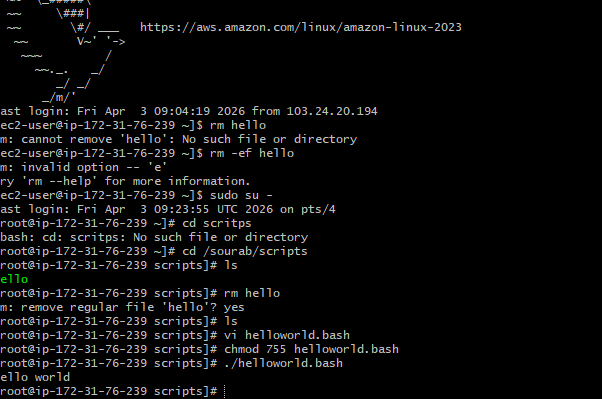 ~~ \_#####\
~~ \###|
~~ \#/ ___ https://aws.amazon.com/linux/amazon-linux-2023
~~ V~' '->
~~~ /
~~._. _/
_/ _/
_/m/'
ast login: Fri Apr 3 09:04:19 2026 from 103.24.20.194
ec2-user@ip-172-31-76-239 ~]$ rm hello
m: cannot remove 'hello': No such file or directory
ec2-user@ip-172-31-76-239 ~]$ rm -ef hello
m: invalid option -- 'e'
ry 'rm --help' for more information.
ec2-user@ip-172-31-76-239 ~]$ sudo su -
ast login: Fri Apr 3 09:23:55 UTC 2026 on pts/4
root@ip-172-31-76-239 ~]# cd scritps
bash: cd: scritps: No such file or directory
root@ip-172-31-76-239 ~]# cd /sourab/scripts
root@ip-172-31-76-239 scripts]# ls
ello
root@ip-172-31-76-239 scripts]# rm hello
m: remove regular file 'hello'? yes
root@ip-172-31-76-239 scripts]# ls
root@ip-172-31-76-239 scripts]# vi helloworld.bash
root@ip-172-31-76-239 scripts]# chmod 755 helloworld.bash
root@ip-172-31-76-239 scripts]# ./helloworld.bash
ello world
root@ip-172-31-76-239 scripts]#